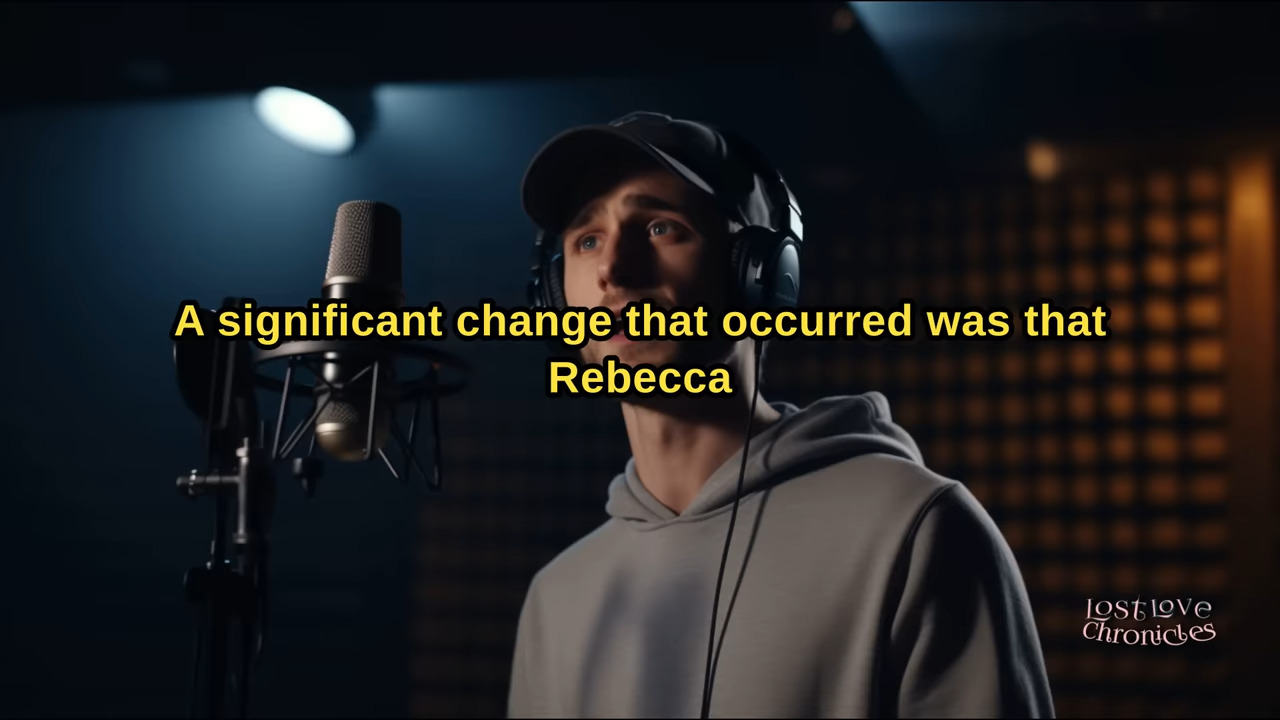 A significant change that occurred was that
Rebecca
Lost Love
Chronicles